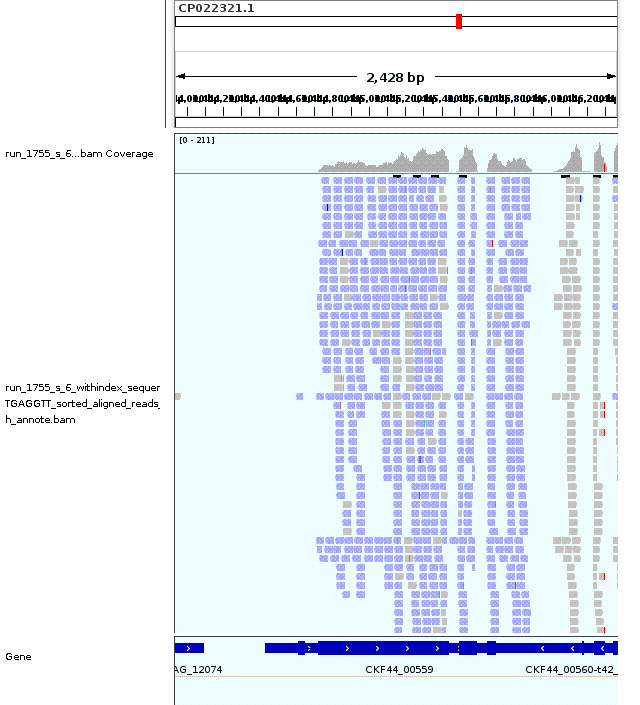 CP022321.1
2,428 bp
[0 - 211]
run_1755_s_6...bam Coverage
run_1755_s_6_withindex_sequer
TGAGGTT_sorted_aligned_reads_
h_annote.bam
Gene
AG_12074
CKF44_00559
CKF44_00560-t42_